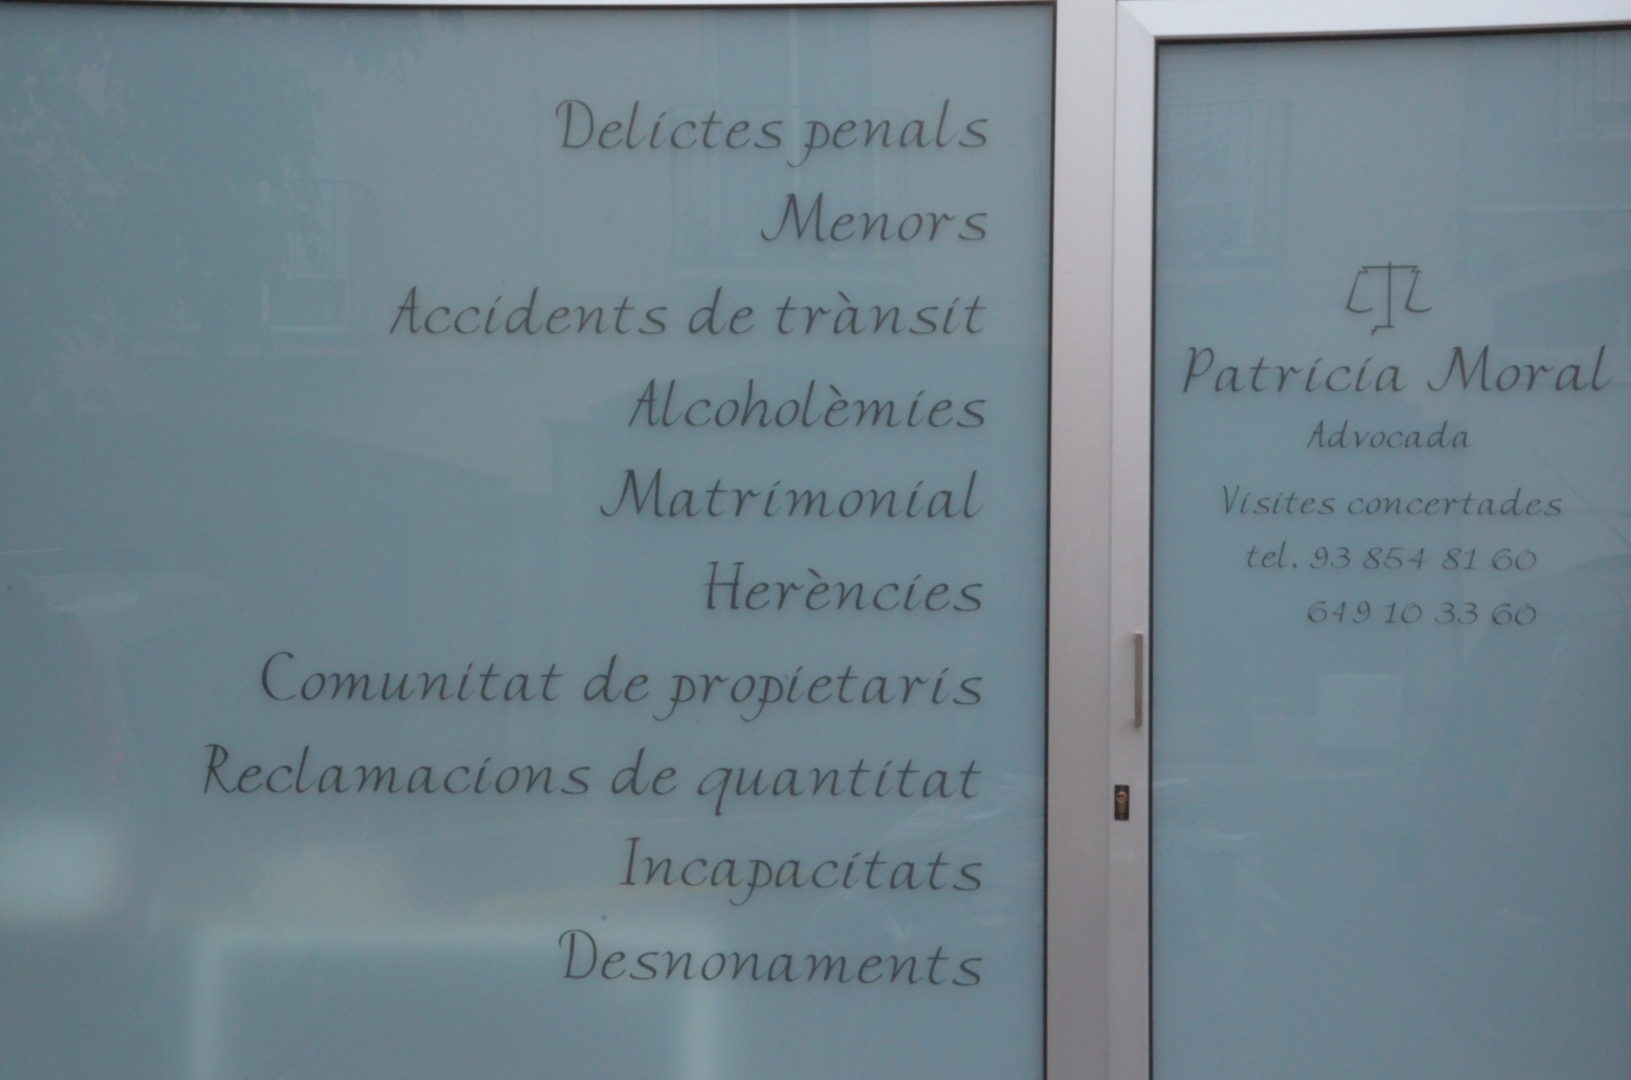 Delictes penals
Menors
Accidents de trànsit
Alcoholèmies
Matrimonial
Herències
Comunitat de propietaris
Reclamacions de quantitat
Incapacitats
Desnonaments
Patrícia Moral
Advocada
Visites concertades
tel. 93 854 81 60
649 10 33 60